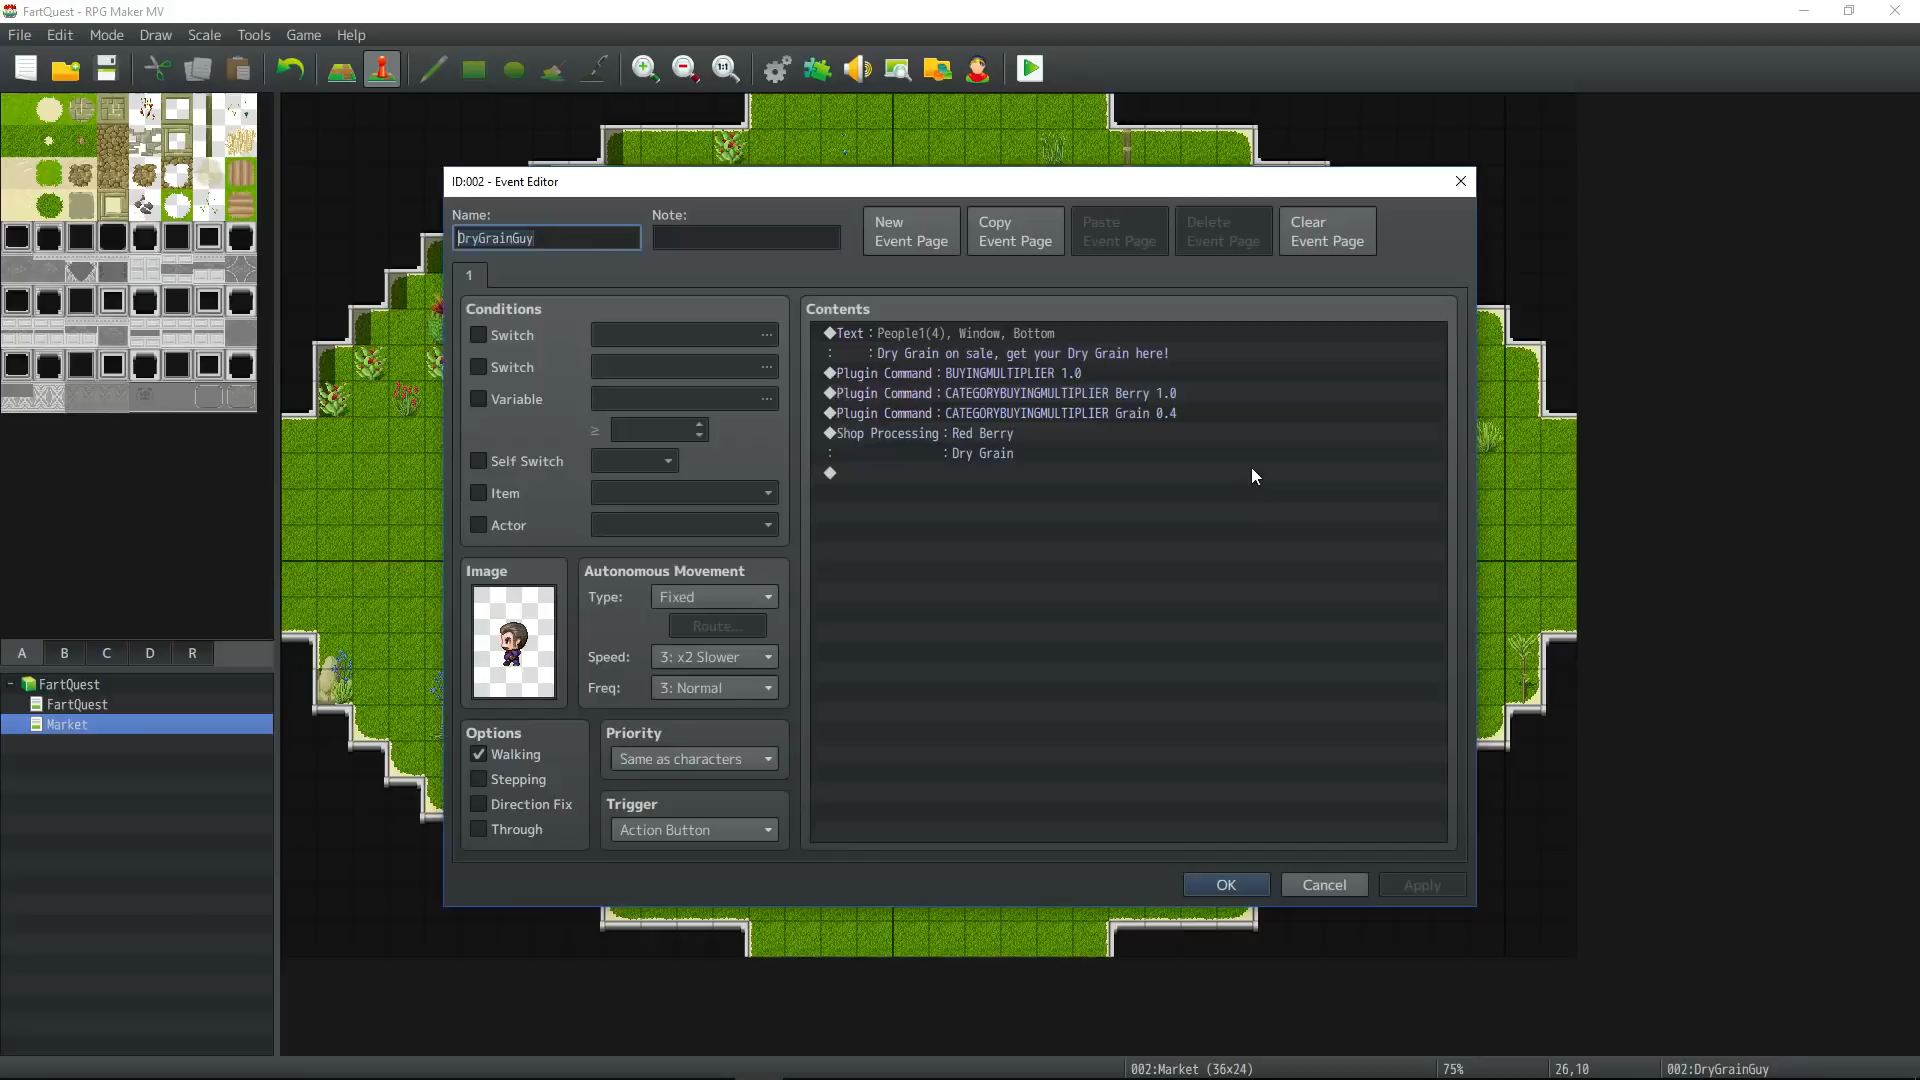 FartQuest - RPG Maker MV
File Edit Mode Draw Scale Tools Game Help
1:1
ID:002 - Event Editor
Name:
Note:
DryGrainGuy
New
Event Page
Copy
Event Page
Paste
Event Page
Delete
Event Page
Clear
Event Page
1
Conditions
Switch ...
Switch ...
Variable ...
≥
Self Switch
Item
Actor
Image
Autonomous Movement
Type: Fixed
Route...
Speed: 3: x2 Slower
Freq: 3: Normal
Options
Walking
Stepping
Direction Fix
Through
Priority
Same as characters
Trigger
Action Button
Contents
◆Text : People1(4), Window, Bottom
: : Dry Grain on sale, get your Dry Grain here!
◆Plugin Command : BUYINGMULTIPLIER 1.0
◆Plugin Command : CATEGORYBUYINGMULTIPLIER Berry 1.0
◆Plugin Command : CATEGORYBUYINGMULTIPLIER Grain 0.4
◆Shop Processing : Red Berry
: : Dry Grain
◆
OK Cancel Apply
A B C D R
FartQuest
FartQuest
Market
002:Market (36x24) 75% 26,10 002:DryGrainGuy